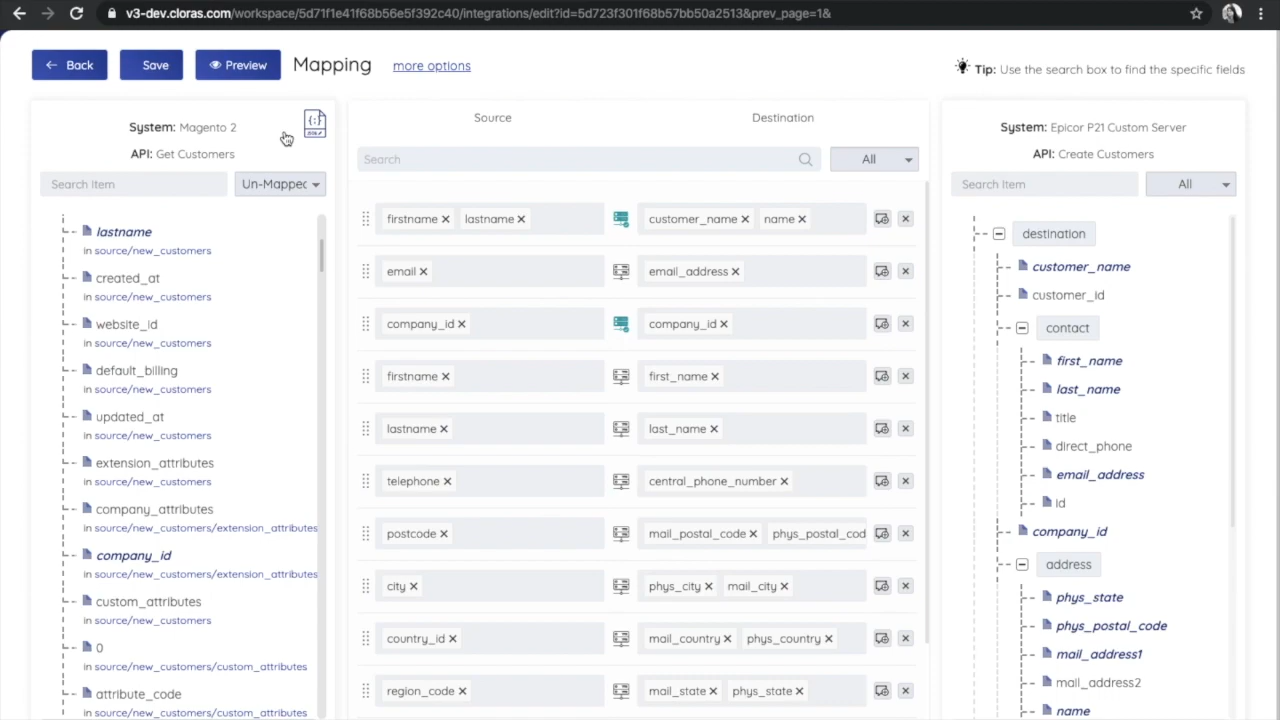 v3-dev.cloras.com/workspace/5d71f1e41f68b56e5f392c40/integrations/edit?id=5d723f301f68b57bb50a2513&prev_page=1&
Back
Save
Preview
Mapping
more options
Tip: Use the search box to find the specific fields
System: Magento 2
API: Get Customers
Search Item
Un-Mapped
lastname
in source/new_customers
created_at
in source/new_customers
website_id
in source/new_customers
default_billing
in source/new_customers
updated_at
in source/new_customers
extension_attributes
in source/new_customers
company_attributes
in source/new_customers/extension_attributes
company_id
in source/new_customers/extension_attributes
custom_attributes
in source/new_customers
0
in source/new_customers/custom_attributes
attribute_code
in source/new_customers/custom_attributes
Source Destination
Search
All
firstname × lastname × customer_name × name ×
email × email_address ×
company_id × company_id ×
firstname × first_name ×
lastname × last_name ×
telephone × central_phone_number ×
postcode × mail_postal_code × phys_postal_cod
city × phys_city × mail_city ×
country_id × mail_country × phys_country ×
region_code × mail_state × phys_state ×
System: Epicor P21 Custom Server
API: Create Customers
Search Item
All
destination
customer_name
customer_id
contact
first_name
last_name
title
direct_phone
email_address
id
company_id
address
phys_state
phys_postal_code
mail_address1
mail_address2
name